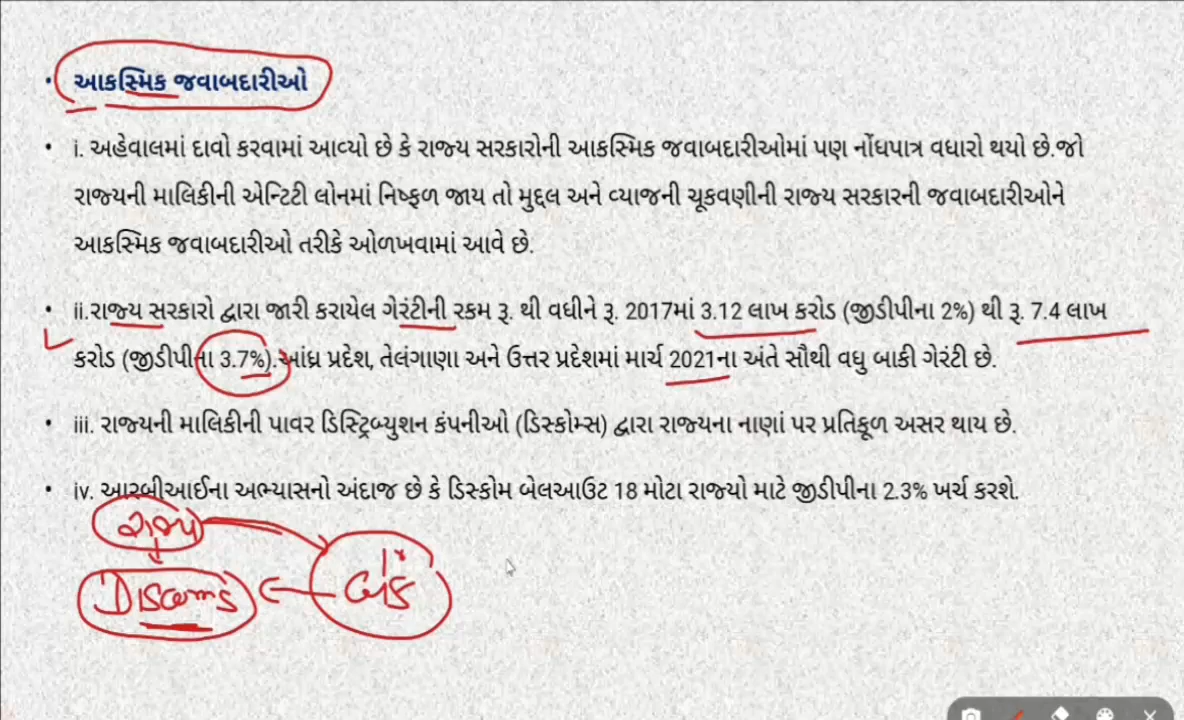 • આકસ્મિક જવાબદારીઓ
• i. અહેવાલમાં દાવો કરવામાં આવ્યો છે કે રાજ્ય સરકારોની આકસ્મિક જવાબદારીઓમાં પણ નોંધપાત્ર વધારો થયો છે.જો
રાજ્યની માલિકીની એન્ટિટી લોનમાં નિષ્ફળ જાય તો મુદ્દલ અને વ્યાજની ચૂકવણીની રાજ્ય સરકારની જવાબદારીઓને
આકસ્મિક જવાબદારીઓ તરીકે ઓળખવામાં આવે છે.
• ii.રાજ્ય સરકારો દ્વારા જારી કરાયેલ ગેરંટીની રકમ રૂ. થી વધીને રૂ. 2017માં 3.12 લાખ કરોડ (જીડીપીના 2%) થી રૂ. 7.4 લાખ
કરોડ (જીડીપીના 3.7%).આંધ્ર પ્રદેશ, તેલંગાણા અને ઉત્તર પ્રદેશમાં માર્ચ 2021ના અંતે સૌથી વધુ બાકી ગેરંટી છે.
• iii. રાજ્યની માલિકીની પાવર ડિસ્ટ્રિબ્યુશન કંપનીઓ (ડિસ્કોમ્સ) દ્વારા રાજ્યના નાણાં પર પ્રતિકૂળ અસર થાય છે.
• iv. આરબીઆઈના અભ્યાસનો અંદાજ છે કે ડિસ્કોમ બેલઆઉટ 18 મોટા રાજ્યો માટે જીડીપીના 2.3% ખર્ચ કરશે.
રાજ્ય
Discoms બેંક